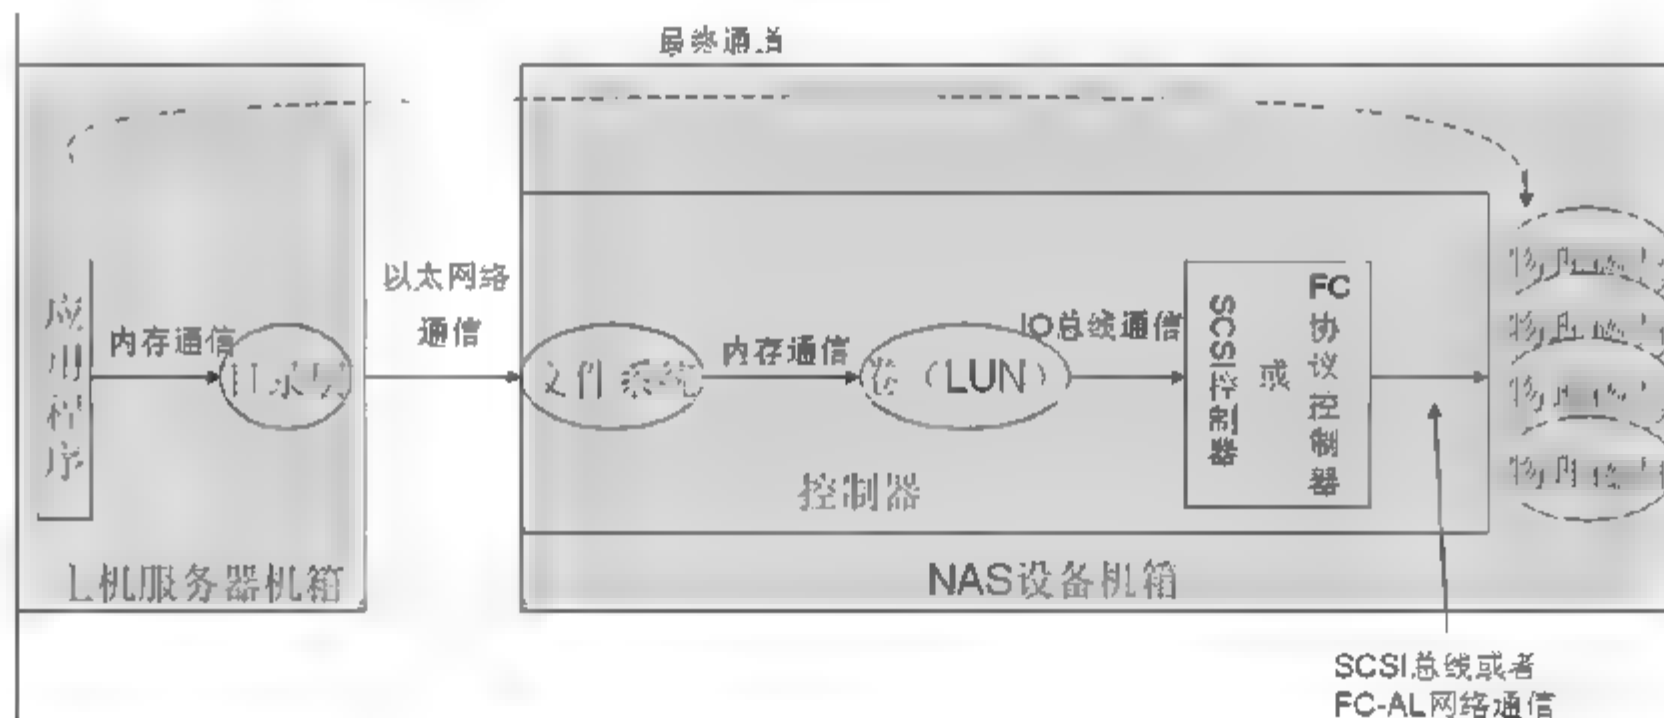 最终通道
以太网络
通信
应用程序
内存通信
目录层
文件系统
内存通信
卷（LUN）
IO总线通信
SCSI控制器
或
FC协议控制器
控制器
机服务器机箱
NAS设备机箱
SCSI总线或者
FC-AL网络通信